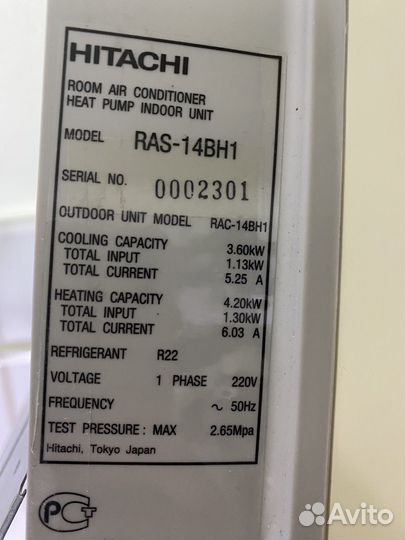 HITACHI
ROOM AIR CONDITIONER
HEAT PUMP INDOOR UNIT
MODEL RAS-14BH1
SERIAL NO. 0002301
OUTDOOR UNIT MODEL RAC-14BH1
COOLING CAPACITY 3.60kW
TOTAL INPUT 1.13kW
TOTAL CURRENT 5.25 A
HEATING CAPACITY 4.20kW
TOTAL INPUT 1.30kW
TOTAL CURRENT 6.03 A
REFRIGERANT R22
VOLTAGE 1 PHASE 220V
FREQUENCY ~ 50Hz
TEST PRESSURE : MAX 2.65Mpa
Hitachi, Tokyo Japan
РСТ
Avito